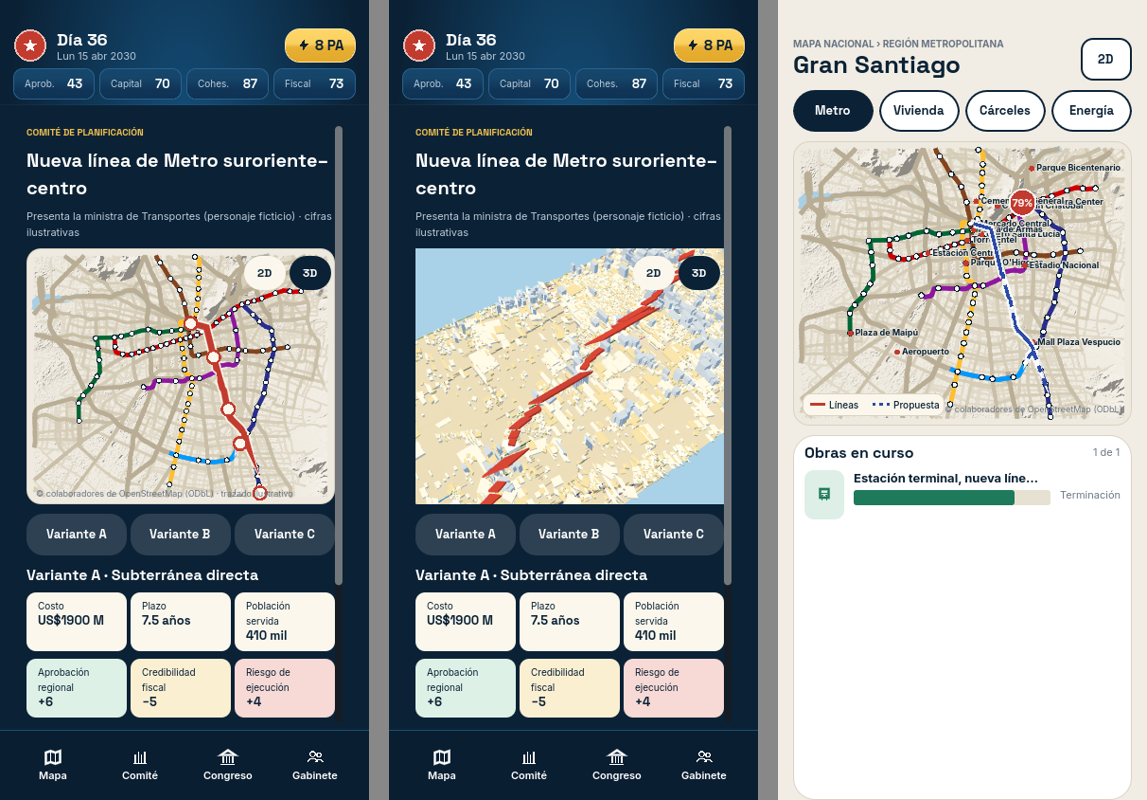 Día 36
Lun 15 abr 2030
8 PA
Aprob. 43
Capital 70
Cohes. 87
Fiscal 73
COMITÉ DE PLANIFICACIÓN
Nueva línea de Metro suroriente–
centro
Presenta la ministra de Transportes (personaje ficticio) · cifras
ilustrativas
2D
3D
© colaboradores de OpenStreetMap (ODbL) · trazado ilustrativo
Variante A
Variante B
Variante C
Variante A · Subterránea directa
Costo
US$1900 M
Plazo
7.5 años
Población
servida
410 mil
Aprobación
regional
+6
Credibilidad
fiscal
−5
Riesgo de
ejecución
+4
Mapa
Comité
Congreso
Gabinete
Día 36
Lun 15 abr 2030
8 PA
Aprob. 43
Capital 70
Cohes. 87
Fiscal 73
COMITÉ DE PLANIFICACIÓN
Nueva línea de Metro suroriente–
centro
Presenta la ministra de Transportes (personaje ficticio) · cifras
ilustrativas
2D
3D
Variante A
Variante B
Variante C
Variante A · Subterránea directa
Costo
US$1900 M
Plazo
7.5 años
Población
servida
410 mil
Aprobación
regional
+6
Credibilidad
fiscal
−5
Riesgo de
ejecución
+4
Mapa
Comité
Congreso
Gabinete
MAPA NACIONAL › REGIÓN METROPOLITANA
Gran Santiago
2D
Metro
Vivienda
Cárceles
Energía
Parque Bicentenario
79%
Mercado Central
Santa Lucía
Estadio Nacional
Plaza de Maipú
Aeropuerto
Mall Plaza Vespucio
Líneas
Propuesta
© colaboradores de OpenStreetMap (ODbL)
Obras en curso
1 de 1
Estación terminal, nueva líne...
Terminación